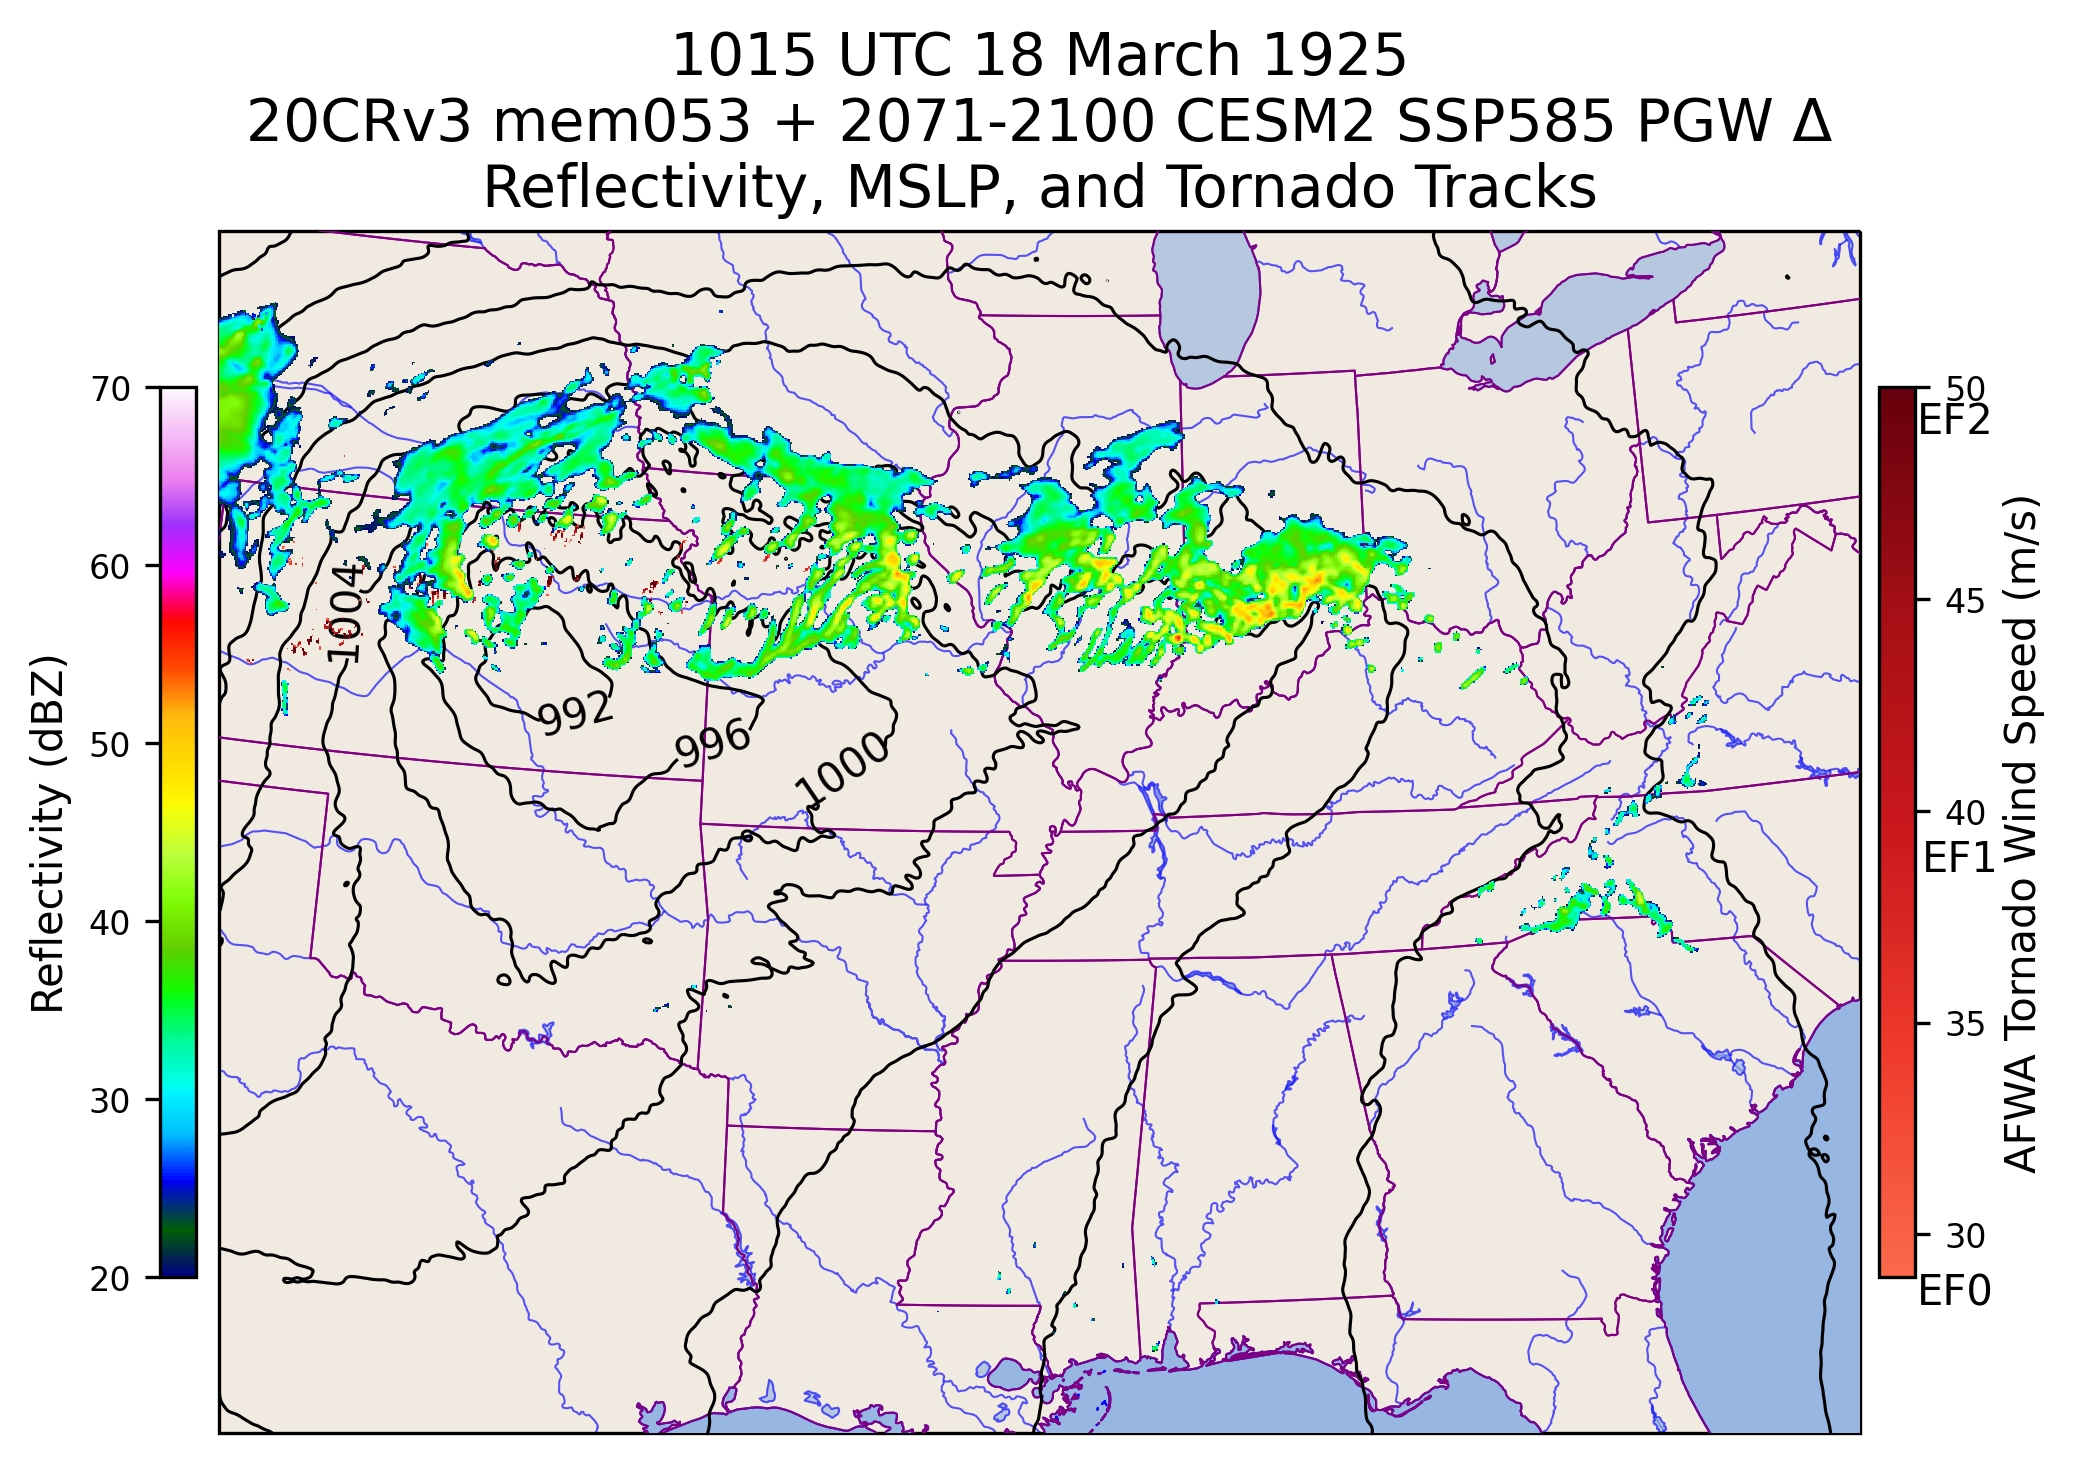 1015 UTC 18 March 1925
20CRv3 mem053 + 2071-2100 CESM2 SSP585 PGW Δ
Reflectivity, MSLP, and Tornado Tracks
Reflectivity (dBZ)
70
60
50
40
30
20
1004
992
996
1000
50
EF2
45
40
EF1
35
30
EF0
AFWA Tornado Wind Speed (m/s)